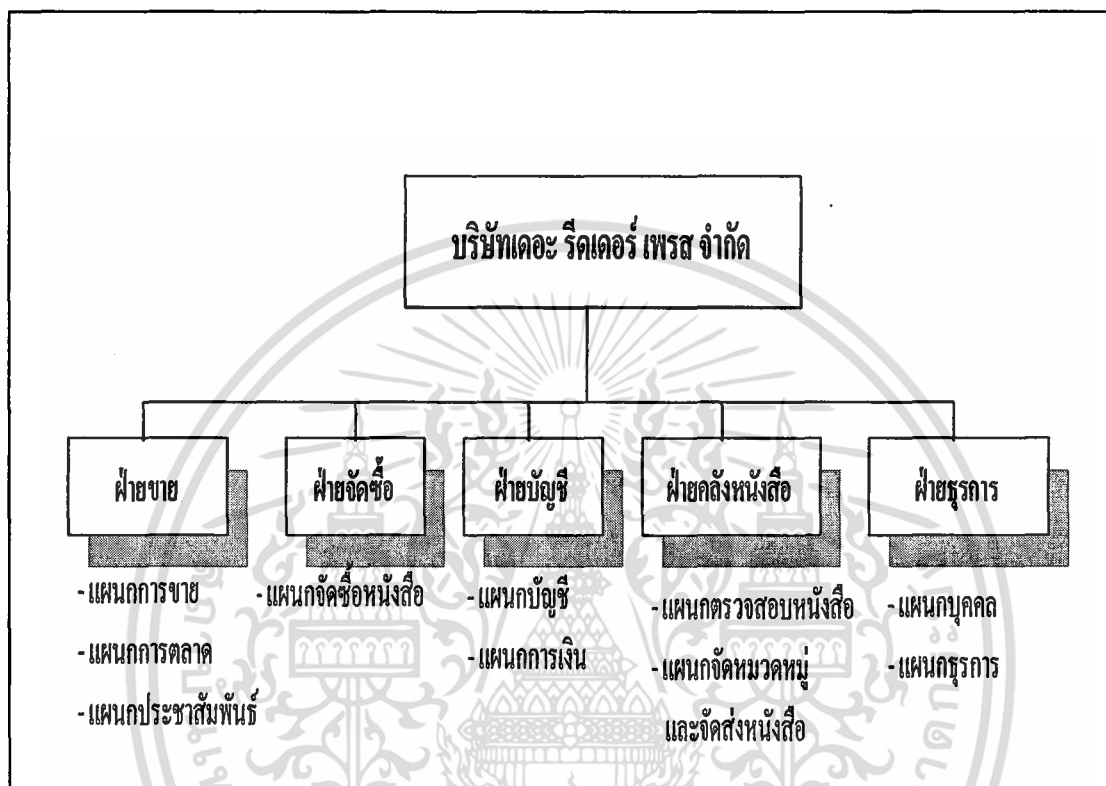 บริษัทเดอะ รีดเดอร์ เพรส จำกัด
ฝ่ายขาย
ฝ่ายจัดซื้อ
ฝ่ายบัญชี
ฝ่ายคลังหนังสือ
ฝ่ายธุรการ
-แผนกการขาย
-แผนกการตลาด
-แผนกประชาสัมพันธ์
-แผนกจัดซื้อหนังสือ
-แผนกบัญชี
-แผนกการเงิน
-แผนกตรวจสอบหนังสือ
-แผนกจัดหมวดหมู่
และจัดส่งหนังสือ
-แผนกบุคคล
-แผนกธุรการ